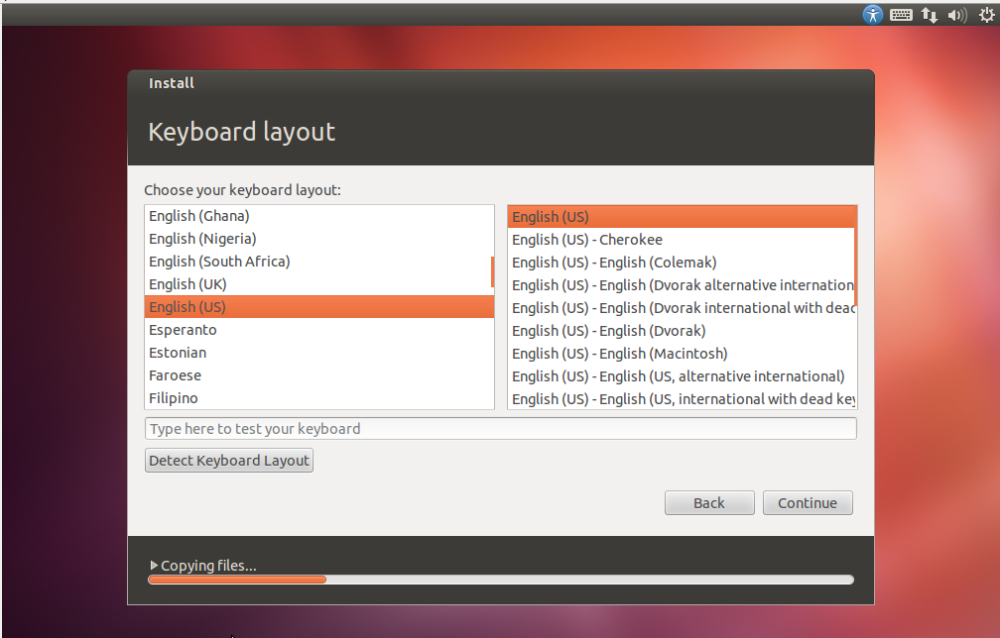 Install
Keyboard layout
Choose your keyboard layout:
English (Ghana)
English (Nigeria)
English (South Africa)
English (UK)
English (US)
Esperanto
Estonian
Faroese
Filipino
English (US)
English (US) - Cherokee
English (US) - English (Colemak)
English (US) - English (Dvorak alternative internation
English (US) - English (Dvorak international with dead
English (US) - English (Dvorak)
English (US) - English (Macintosh)
English (US) - English (US, alternative international)
English (US) - English (US, international with dead key
Type here to test your keyboard
Detect Keyboard Layout
Back
Continue
Copying files...